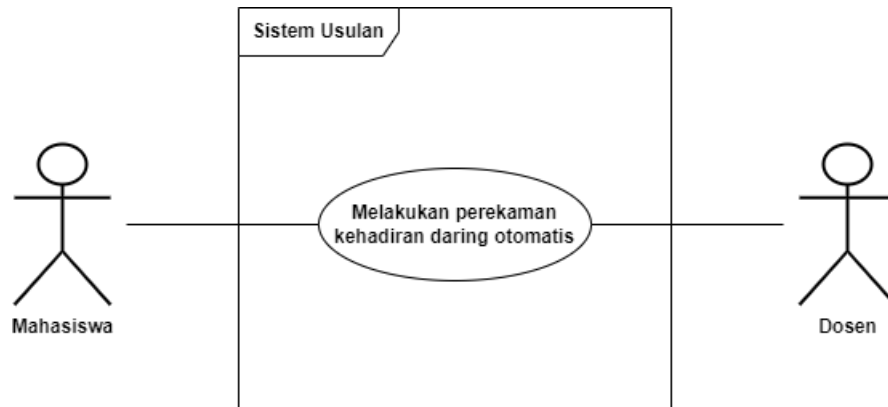 Sistem Usulan
Melakukan perekaman
kehadiran daring otomatis
Mahasiswa
Dosen